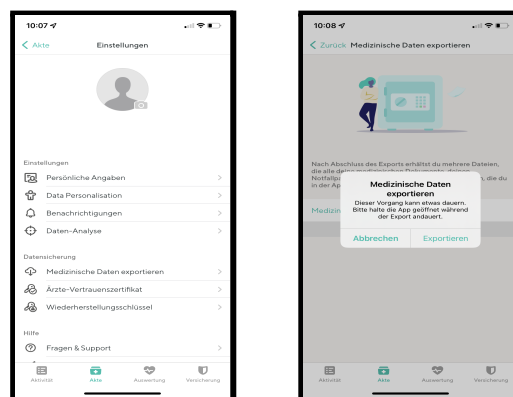 10:07
Akte
Einstellungen
Einstellungen
Persönliche Angaben
Data Personalisation
Benachrichtigungen
Daten-Analyse
Datensicherung
Medizinische Daten exportieren
Ärzte-Vertrauenszertifikat
Wiederherstellungsschlüssel
Hilfe
Fragen & Support
Aktivität
Akte
Auswertung
Versicherung
10:08
Zurück
Medizinische Daten exportieren
Nach Abschluss des Exports erhältst du mehrere Dateien,
die alle deine medizinischen Dokumente, deinen
Notfallpa
n, die du
in der Ap
Medizin
Medizinische Daten
exportieren
Dieser Vorgang kann etwas dauern.
Bitte halte die App geöffnet während
der Export andauert.
Abbrechen
Exportieren
Aktivität
Akte
Auswertung
Versicherung